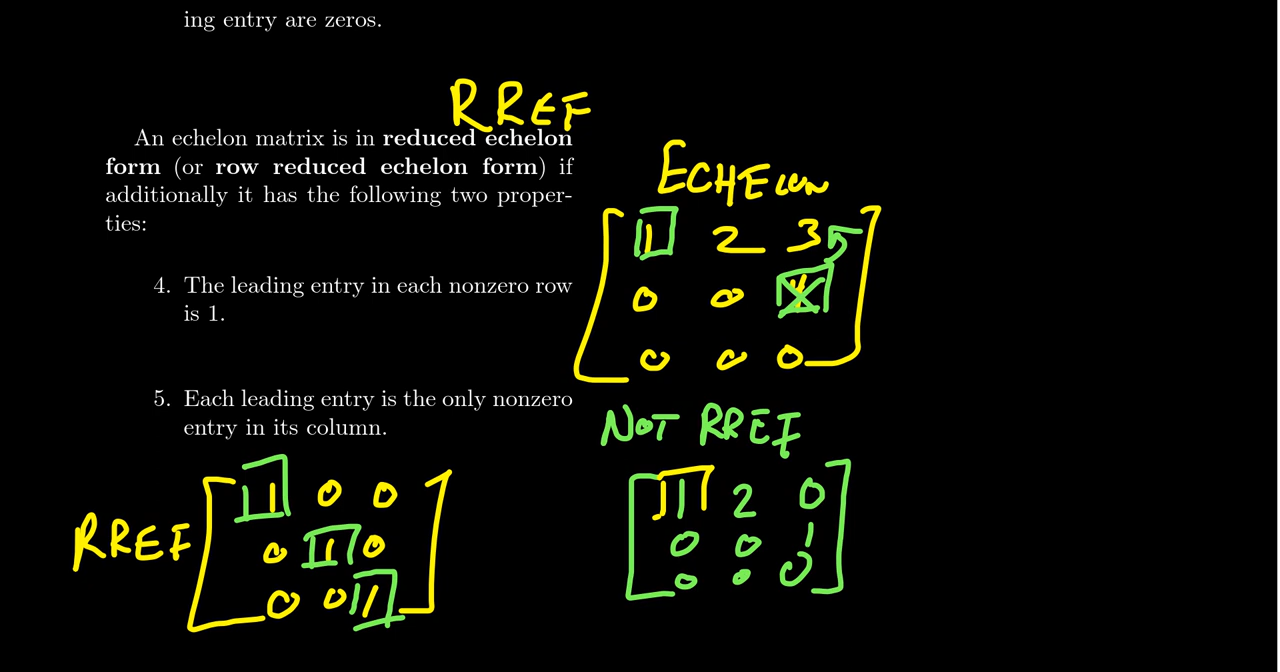 ing entry are zeros.
RREF
An echelon matrix is in reduced echelon
form (or row reduced echelon form) if
additionally it has the following two proper-
ties:
4. The leading entry in each nonzero row
is 1.
5. Each leading entry is the only nonzero
entry in its column.
ECHELON
1 2 3
0 0
0 0 0
NOT RREF
RREF
1 0 0
0 1 0
0 0 1
1 2 0
0 0 1
0 0 0